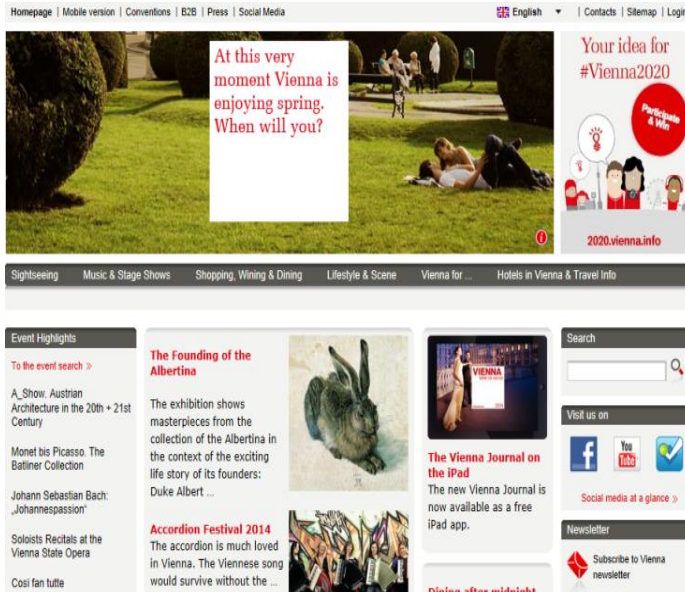 Homepage | Mobile version | Conventions | B2B | Press | Social Media
English
| Contacts | Sitemap | Login
At this very
moment Vienna is
enjoying spring.
When will you?
i
Your idea for
#Vienna2020
Participate
& Win
2020.vienna.info
Sightseeing Music & Stage Shows Shopping, Wining & Dining Lifestyle & Scene Vienna for ... Hotels in Vienna & Travel Info
Event Highlights
To the event search »
A_Show. Austrian
Architecture in the 20th + 21st
Century
Monet bis Picasso. The
Batliner Collection
Johann Sebastian Bach:
„Johannespassion“
Soloists Recitals at the
Vienna State Opera
Cosi fan tutte
The Founding of the
Albertina
The exhibition shows
masterpieces from the
collection of the Albertina in
the context of the exciting
life story of its founders:
Duke Albert ...
Accordion Festival 2014
The accordion is much loved
in Vienna. The Viennese song
would survive without the ...
VIENNA
2014
The Vienna Journal on
the iPad
The new Vienna Journal is
now available as a free
iPad app.
Dining after midnight
Search
Visit us on
f
You
Tube
Social media at a glance »
Newsletter
Subscribe to Vienna
newsletter